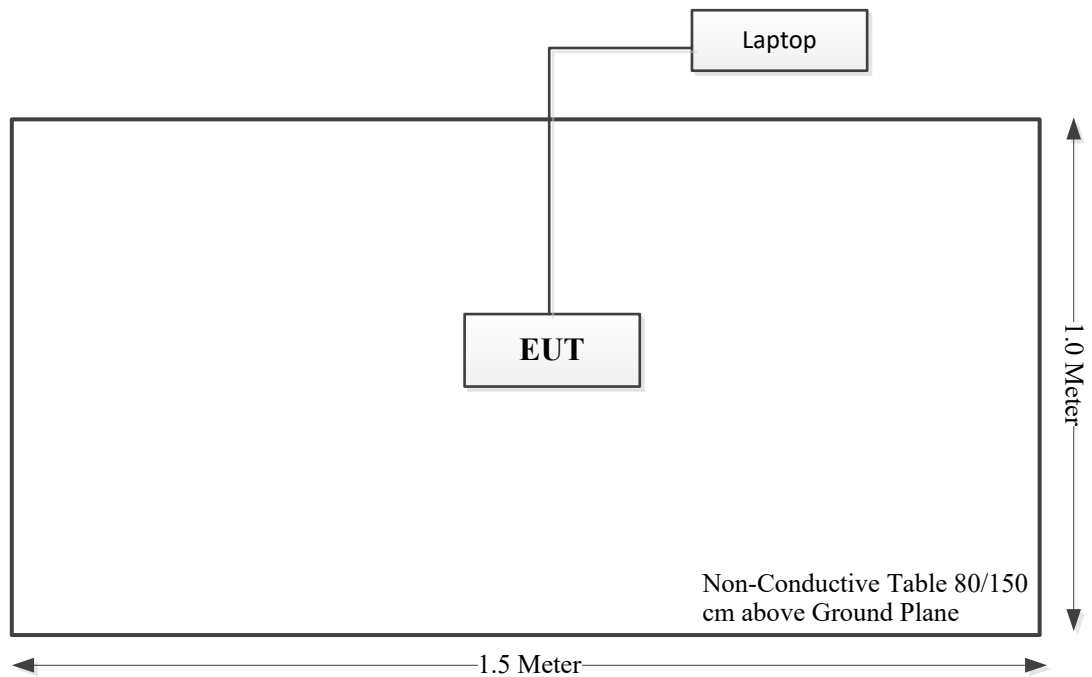 Laptop
EUT
1.0 Meter
Non-Conductive Table 80/150
cm above Ground Plane
1.5 Meter